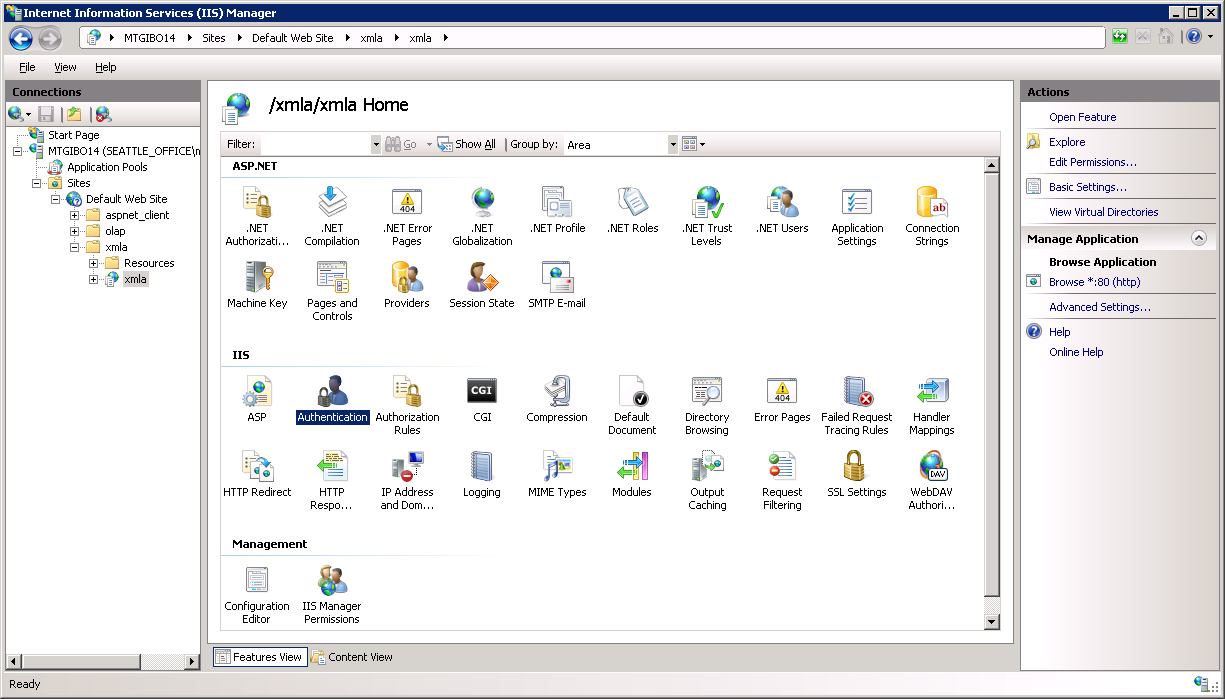 Internet Information Services (IIS) Manager
MTGIBO14 Sites Default Web Site xmla xmla
File View Help
Connections
Start Page
MTGIBO14 (SEATTLE_OFFICE\n
Application Pools
Sites
Default Web Site
aspnet_client
olap
xmla
Resources
xmla
/xmla/xmla Home
Filter: Go Show All Group by: Area
ASP.NET
.NET Authorizati...
.NET Compilation
.NET Error Pages
.NET Globalization
.NET Profile
.NET Roles
.NET Trust Levels
.NET Users
Application Settings
Connection Strings
Machine Key
Pages and Controls
Providers
Session State
SMTP E-mail
IIS
ASP
Authentication
Authorization Rules
CGI
Compression
Default Document
Directory Browsing
Error Pages
Failed Request Tracing Rules
Handler Mappings
HTTP Redirect
HTTP Respo...
IP Address and Dom...
Logging
MIME Types
Modules
Output Caching
Request Filtering
SSL Settings
WebDAV Authori...
Management
Configuration Editor
IIS Manager Permissions
Features View Content View
Actions
Open Feature
Explore
Edit Permissions...
Basic Settings...
View Virtual Directories
Manage Application
Browse Application
Browse *:80 (http)
Advanced Settings...
Help
Online Help
Ready